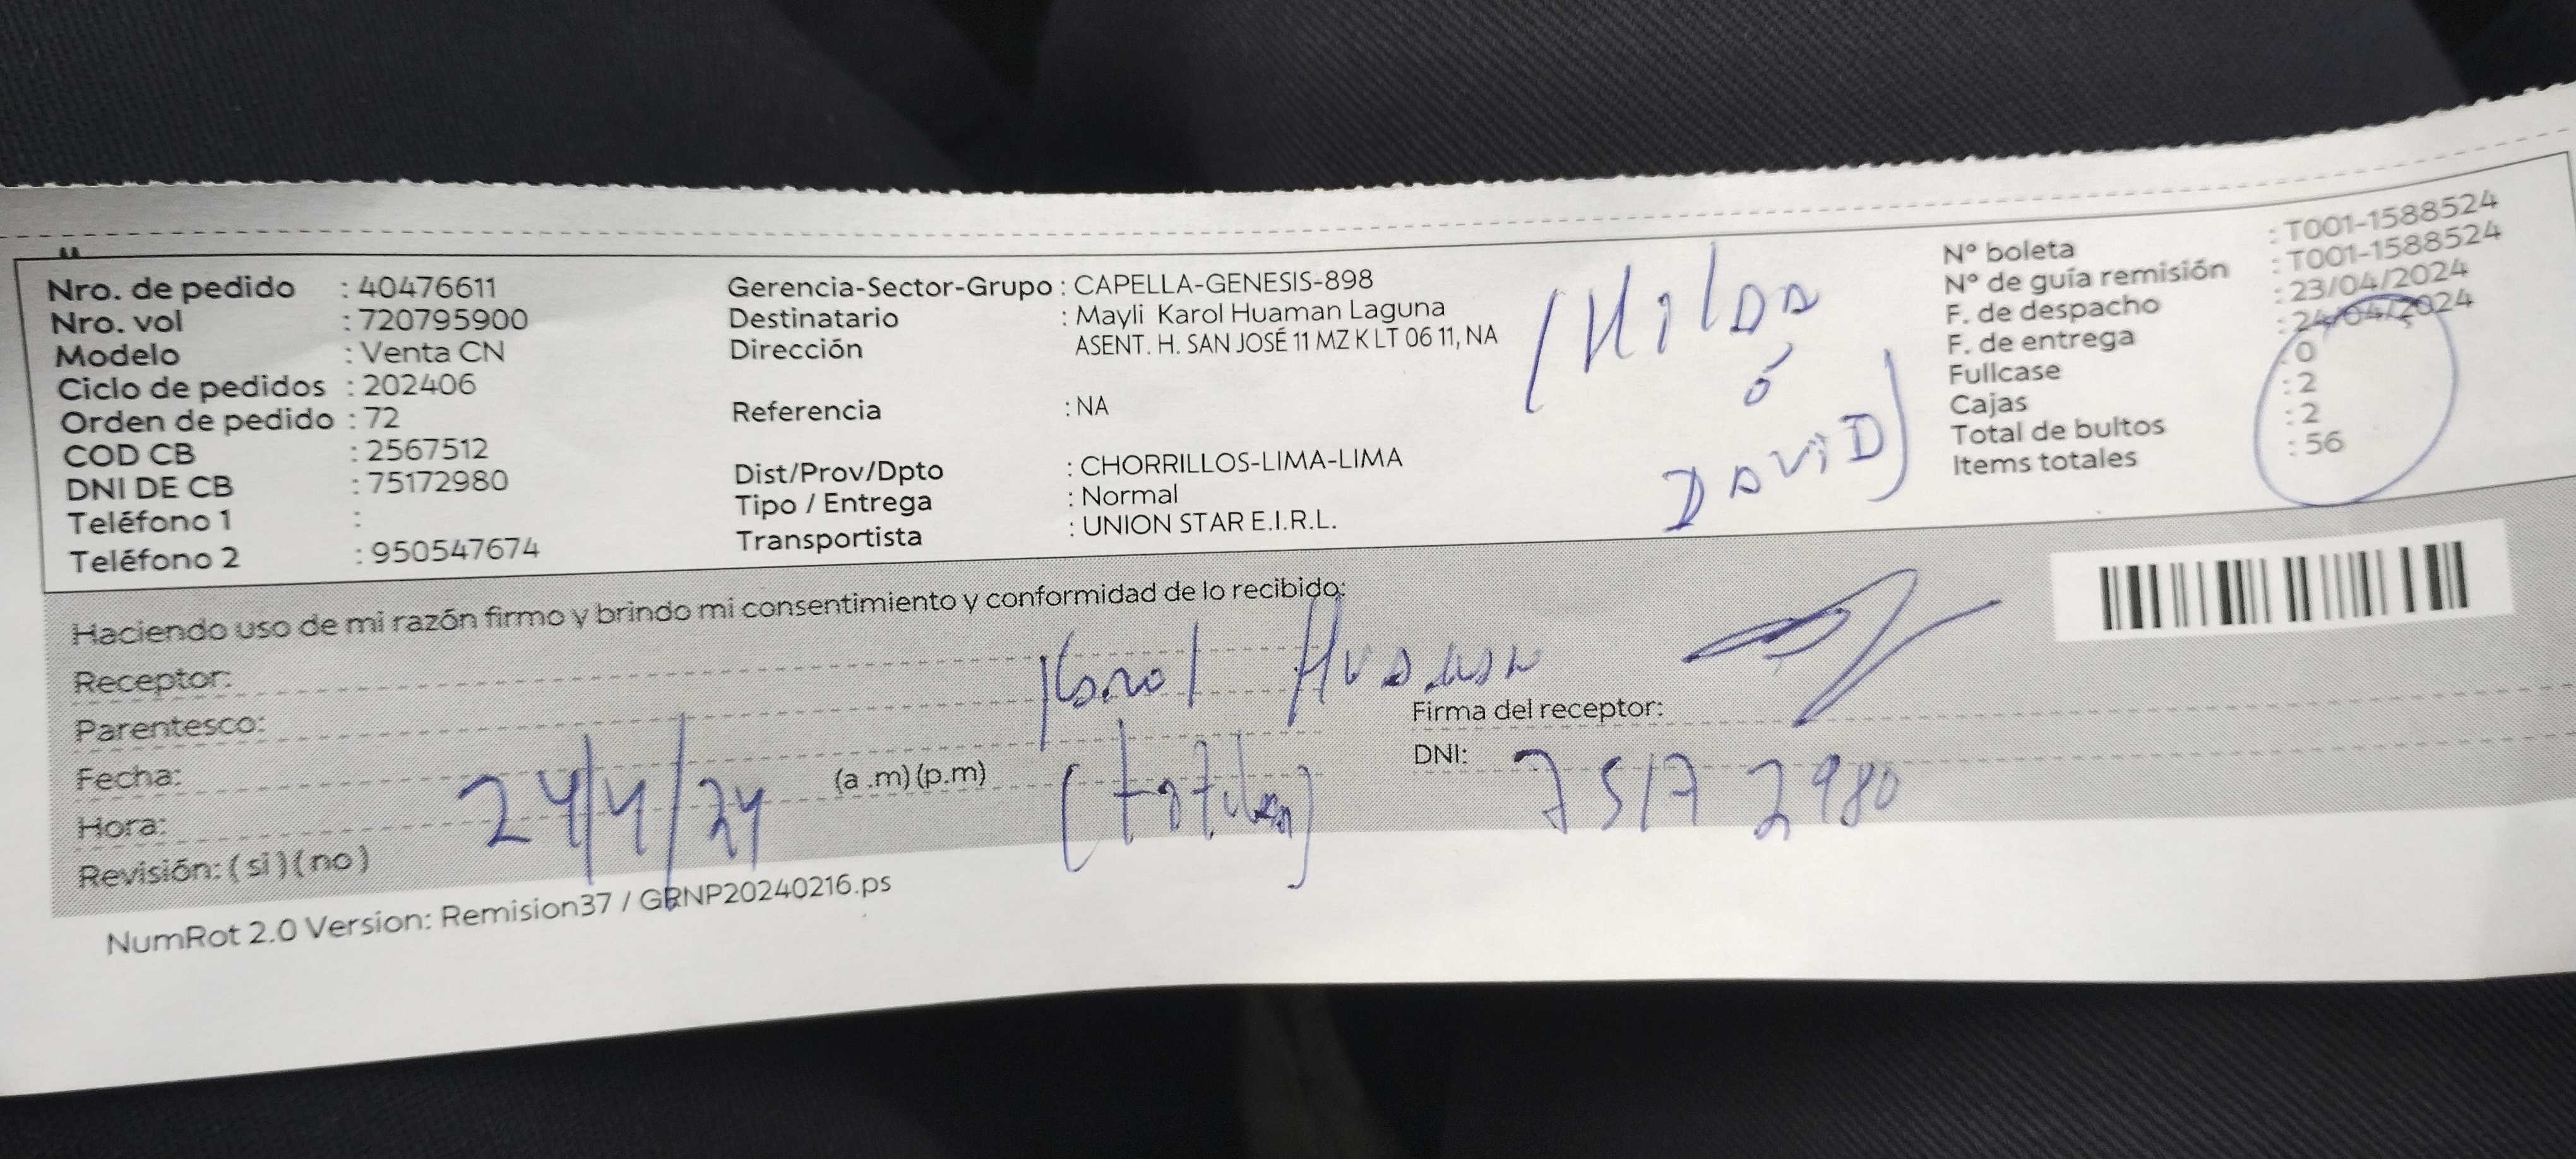 Nro. de pedido : 40476611
Nro. vol : 720795900
Modelo : Venta CN
Ciclo de pedidos : 202406
Orden de pedido : 72
COD CB : 2567512
DNI DE CB : 75172980
Teléfono 1 :
Teléfono 2 : 950547674
Gerencia-Sector-Grupo : CAPELLA-GENESIS-898
Destinatario : Mayli Karol Huaman Laguna
Dirección ASENT. H. SAN JOSÉ 11 MZ K LT 06 11, NA
Referencia : NA
Dist/Prov/Dpto : CHORRILLOS-LIMA-LIMA
Tipo / Entrega : Normal
Transportista : UNION STAR E.I.R.L.
(Hilda
ó
DAViD)
N° boleta : T001-1588524
N° de guía remisión : T001-1588524
F. de despacho : 23/04/2024
F. de entrega : 24/04/2024
Fullcase : 0
Cajas : 2
Total de bultos : 2
Items totales : 56
Haciendo uso de mi razón firmo y brindo mi consentimiento y conformidad de lo recibido:
Receptor: Karol Huaman
Parentesco:
Firma del receptor:
Fecha: 24/4/24 (a .m) (p.m)
DNI: 75172980
Hora:
Revisión: ( si ) ( no )
NumRot 2.0 Version: Remision37 / GRNP20240216.ps